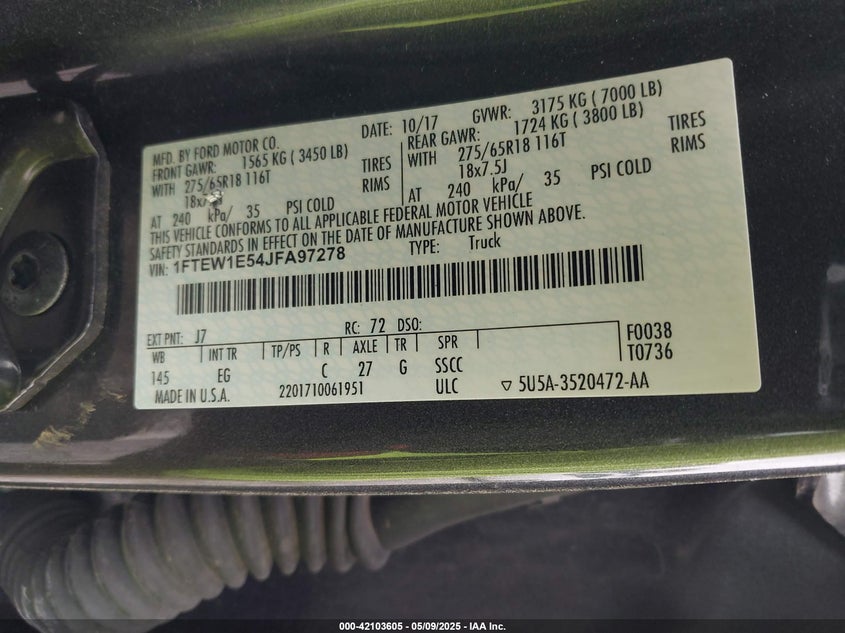 MFD. BY FORD MOTOR CO. DATE: 10/17 GVWR: 3175 KG ( 7000 LB)
FRONT GAWR: 1565 KG ( 3450 LB) REAR GAWR: 1724 KG ( 3800 LB)
WITH 275/65R18 116T TIRES WITH 275/65R18 116T TIRES
RIMS 18x7.5J RIMS
AT 240 kPa/ 35 PSI COLD AT 240 kPa/ 35 PSI COLD
THIS VEHICLE CONFORMS TO ALL APPLICABLE FEDERAL MOTOR VEHICLE
SAFETY STANDARDS IN EFFECT ON THE DATE OF MANUFACTURE SHOWN ABOVE.
VIN: 1FTEW1E54JFA97278 TYPE: Truck
EXT PNT: J7 RC: 72 DSO:
WB INT TR TP/PS R AXLE TR SPR F0038
145 EG C 27 G SSCC T0736
MADE IN U.S.A. 2201710061951 ULC ▽ 5U5A-3520472-AA
000-42103605 - 05/09/2025 - IAA Inc.